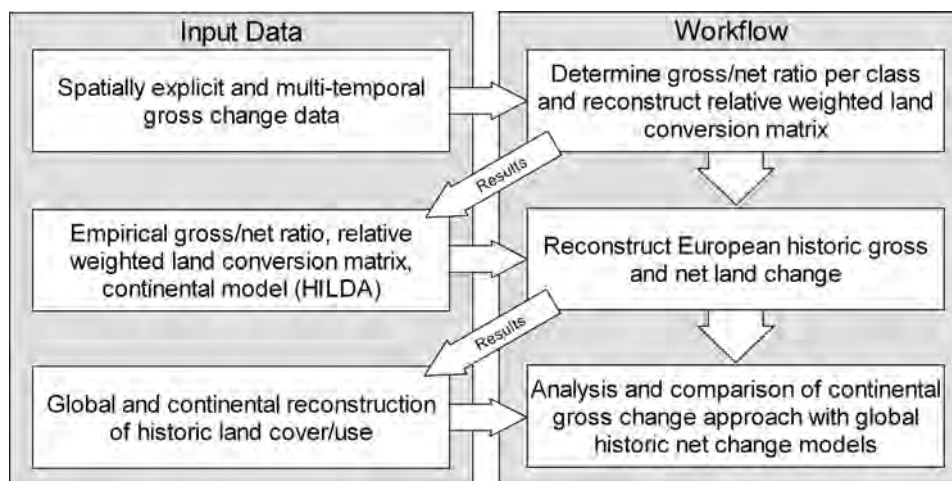 Input Data
Workflow
Spatially explicit and multi-temporal
gross change data
Determine gross/net ratio per class
and reconstruct relative weighted land
conversion matrix
Results
Empirical gross/net ratio, relative
weighted land conversion matrix,
continental model (HILDA)
Reconstruct European historic gross
and net land change
Results
Global and continental reconstruction
of historic land cover/use
Analysis and comparison of continental
gross change approach with global
historic net change models